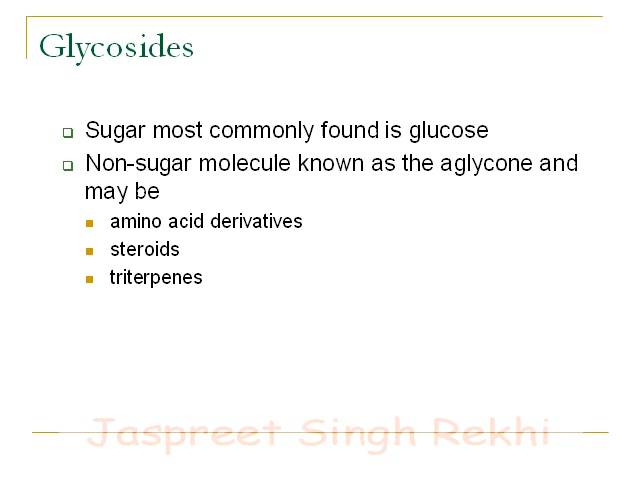 Glycosides
Sugar most commonly found is glucose
Non-sugar molecule known as the aglycone and
may be
amino acid derivatives
steroids
triterpenes
Jaspreet Singh Rekhi